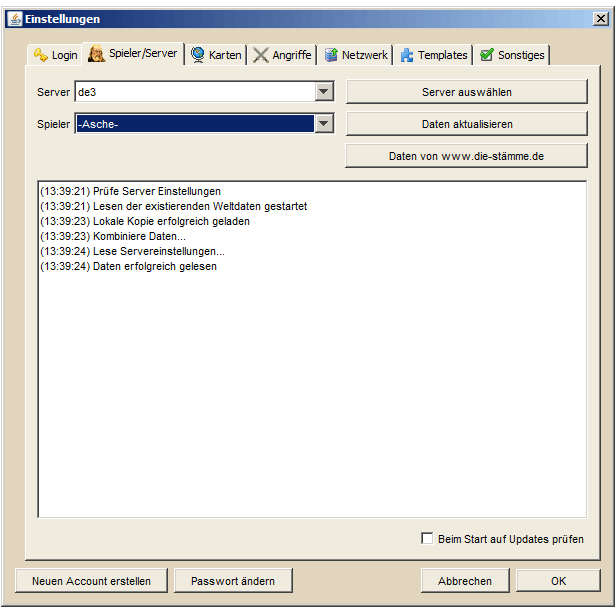 Einstellungen
Login Spieler/Server Karten Angriffe Netzwerk Templates Sonstiges
Server de3 Server auswählen
Spieler -Asche- Daten aktualisieren
Daten von www.die-stämme.de
(13:39:21) Prüfe Server Einstellungen
(13:39:21) Lesen der existierenden Weltdaten gestartet
(13:39:23) Lokale Kopie erfolgreich geladen
(13:39:23) Kombiniere Daten...
(13:39:24) Lese Servereinstellungen...
(13:39:24) Daten erfolgreich gelesen
Beim Start auf Updates prüfen
Neuen Account erstellen Passwort ändern Abbrechen OK